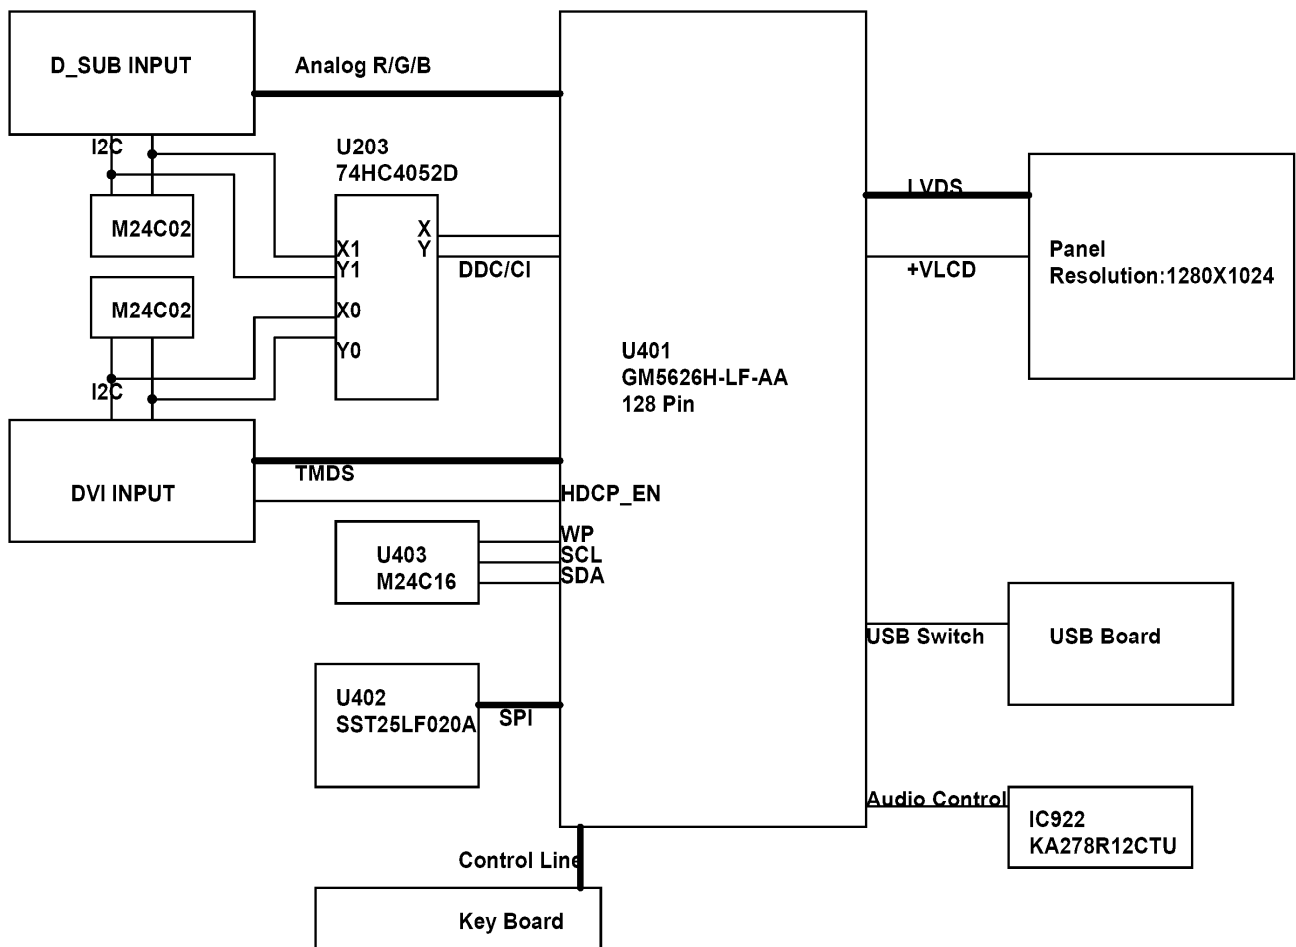 D_SUB INPUT
Analog R/G/B
I2C
U203
74HC4052D
LVDS
M24C02
X
X1
Y
Panel
Y1
DDC/CI
+VLCD
Resolution:1280X1024
M24C02
X0
Y0
U401
GM5626H-LF-AA
128 Pin
I2C
TMDS
DVI INPUT
HDCP_EN
WP
U403
SCL
M24C16
SDA
USB Switch
USB Board
U402
SST25LF020A
SPI
Audio Control
IC922
KA278R12CTU
Control Line
Key Board